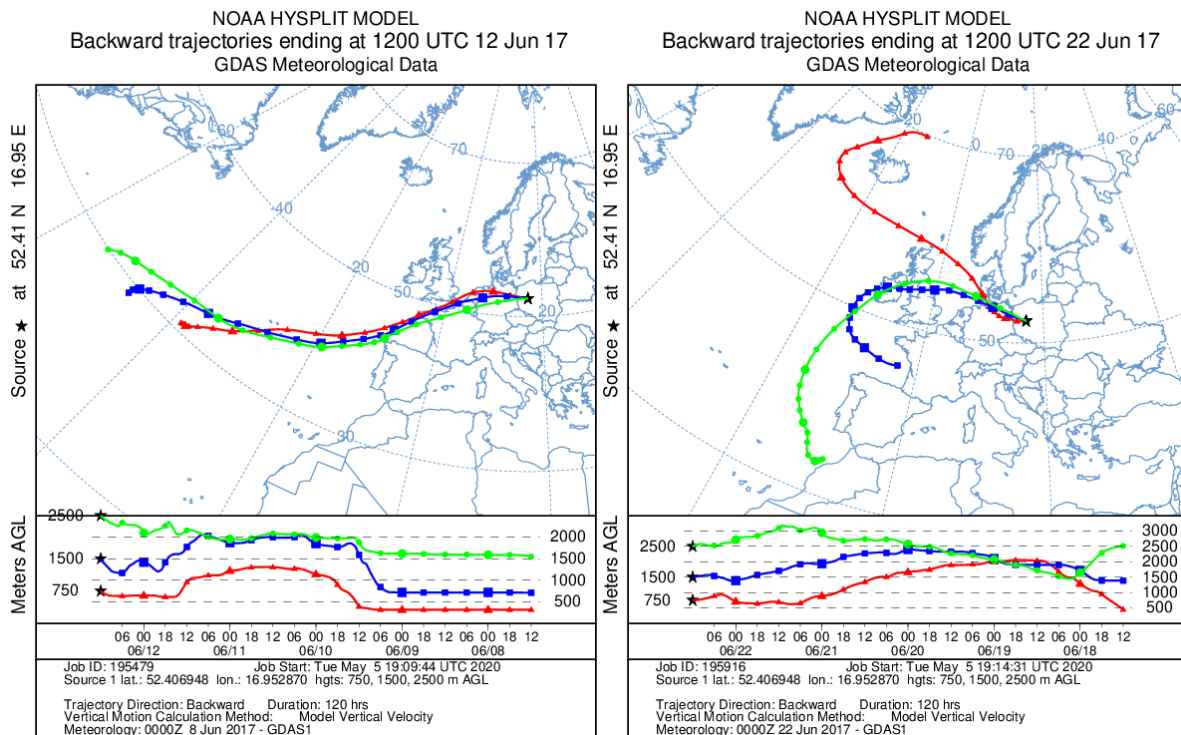 NOAA HYSPLIT MODEL
Backward trajectories ending at 1200 UTC 12 Jun 17
GDAS Meteorological Data
Source ★ at 52.41 N 16.95 E
60
70
-40
-20
50
20
30
Meters AGL
2500
1500
750
2000
1500
1000
500
06 00 18 12 06 00 18 12 06 00 18 12 06 00 18 12 06 00 18 12
06/12 06/11 06/10 06/09 06/08
Job ID: 195479 Job Start: Tue May 5 19:09:44 UTC 2020
Source 1 lat.: 52.406948 lon.: 16.952870 hgts: 750, 1500, 2500 m AGL
Trajectory Direction: Backward Duration: 120 hrs
Vertical Motion Calculation Method: Model Vertical Velocity
Meteorology: 0000Z 8 Jun 2017 - GDAS1
NOAA HYSPLIT MODEL
Backward trajectories ending at 1200 UTC 22 Jun 17
GDAS Meteorological Data
Source ★ at 52.41 N 16.95 E
-20
0
70
40
60
50
Meters AGL
2500
1500
750
3000
2500
2000
1500
1000
500
06 00 18 12 06 00 18 12 06 00 18 12 06 00 18 12 06 00 18 12
06/22 06/21 06/20 06/19 06/18
Job ID: 195916 Job Start: Tue May 5 19:14:31 UTC 2020
Source 1 lat.: 52.406948 lon.: 16.952870 hgts: 750, 1500, 2500 m AGL
Trajectory Direction: Backward Duration: 120 hrs
Vertical Motion Calculation Method: Model Vertical Velocity
Meteorology: 0000Z 22 Jun 2017 - GDAS1